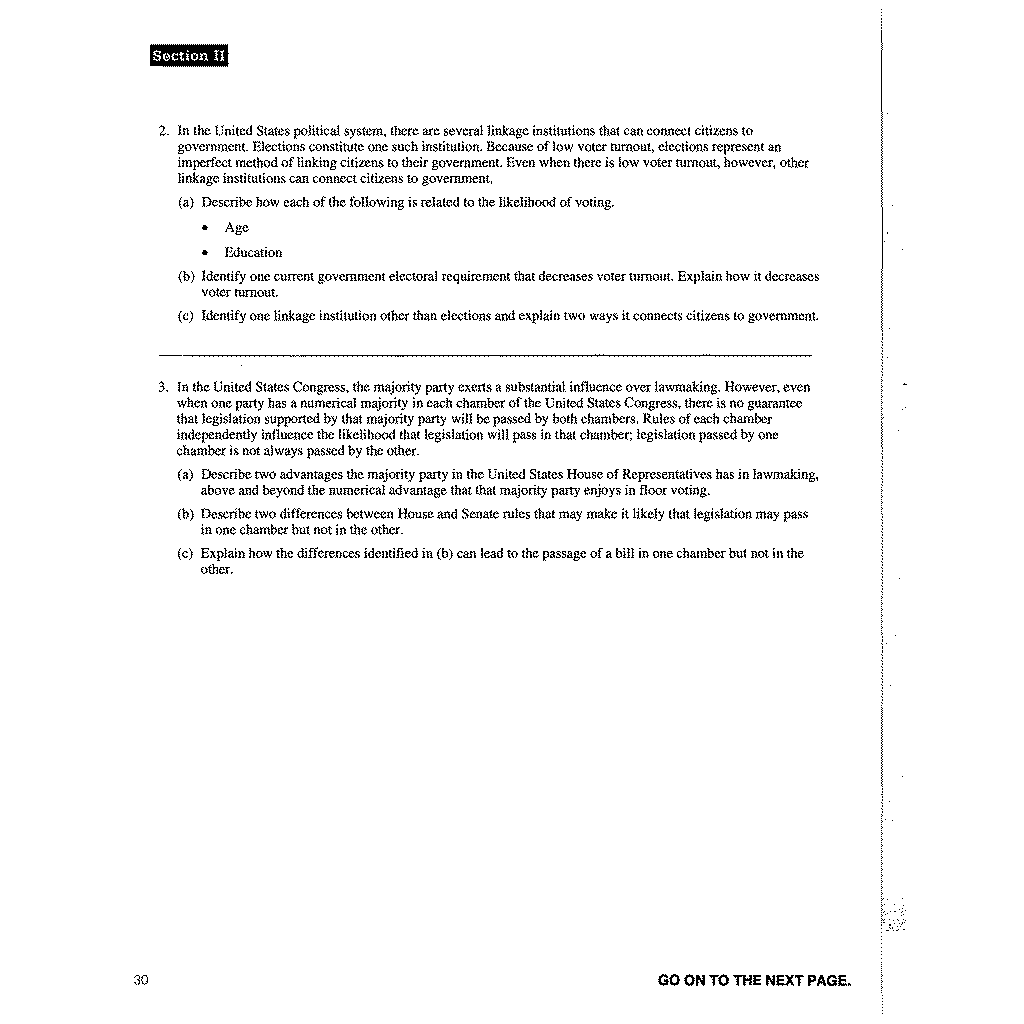 Section II
2. In the United States political system, there are several linkage institutions that can connect citizens to
government. Elections constitute one such institution. Because of low voter turnout, elections represent an
imperfect method of linking citizens to their government. Even when there is low voter turnout, however, other
linkage institutions can connect citizens to government.
(a) Describe how each of the following is related to the likelihood of voting.
• Age
• Education
(b) Identify one current government electoral requirement that decreases voter turnout. Explain how it decreases
voter turnout.
(c) Identify one linkage institution other than elections and explain two ways it connects citizens to government.
3. In the United States Congress, the majority party exerts a substantial influence over lawmaking. However, even
when one party has a numerical majority in each chamber of the United States Congress, there is no guarantee
that legislation supported by that majority party will be passed by both chambers. Rules of each chamber
independently influence the likelihood that legislation will pass in that chamber; legislation passed by one
chamber is not always passed by the other.
(a) Describe two advantages the majority party in the United States House of Representatives has in lawmaking,
above and beyond the numerical advantage that that majority party enjoys in floor voting.
(b) Describe two differences between House and Senate rules that may make it likely that legislation may pass
in one chamber but not in the other.
(c) Explain how the differences identified in (b) can lead to the passage of a bill in one chamber but not in the
other.
30
GO ON TO THE NEXT PAGE.